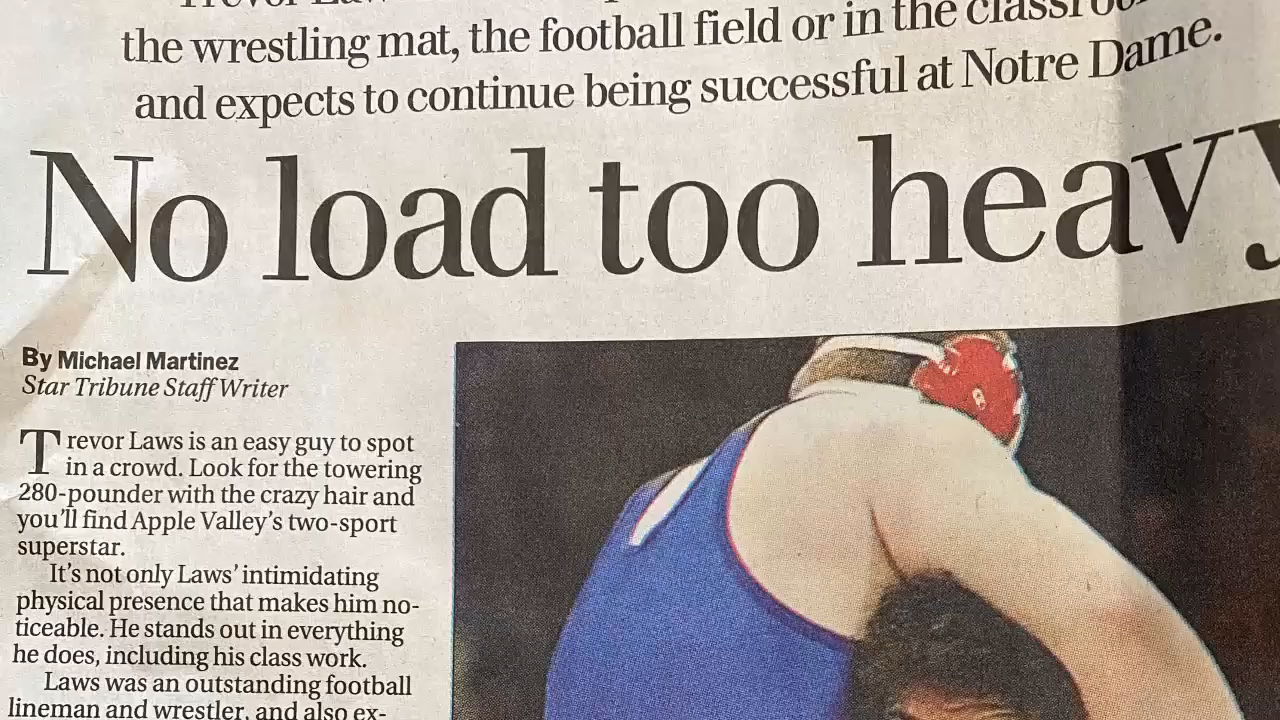 Trevor Law
the wrestling mat, the football field or in the
and expects to continue being successful at Notre Dame.
No load too heavy
By Michael Martinez
Star Tribune Staff Writer
Trevor Laws is an easy guy to spot
in a crowd. Look for the towering
280-pounder with the crazy hair and
you'll find Apple Valley's two-sport
superstar.
It's not only Laws' intimidating
physical presence that makes him no-
ticeable. He stands out in everything
he does, including his class work.
Laws was an outstanding football
lineman and wrestler, and also ex-